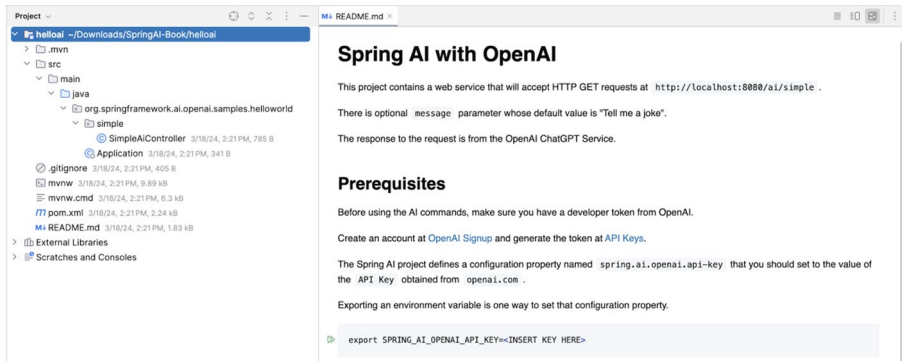 Project
M↓ README.md ×
helloai ~/Downloads/SpringAI-Book/helloai
.mvn
src
main
java
org.springframework.ai.openai.samples.helloworld
simple
SimpleAiController 3/18/24, 2:21 PM, 785 B
Application 3/18/24, 2:21 PM, 341 B
.gitignore 3/18/24, 2:21 PM, 405 B
mvnw 3/18/24, 2:21 PM, 9.89 kB
mvnw.cmd 3/18/24, 2:21 PM, 6.3 kB
m pom.xml 3/18/24, 2:21 PM, 2.24 kB
M↓ README.md 3/18/24, 2:21 PM, 1.83 kB
External Libraries
Scratches and Consoles
Spring AI with OpenAI
This project contains a web service that will accept HTTP GET requests at http://localhost:8080/ai/simple .
There is optional message parameter whose default value is "Tell me a joke".
The response to the request is from the OpenAI ChatGPT Service.
Prerequisites
Before using the AI commands, make sure you have a developer token from OpenAI.
Create an account at OpenAI Signup and generate the token at API Keys.
The Spring AI project defines a configuration property named spring.ai.openai.api-key that you should set to the value of
the API Key obtained from openai.com .
Exporting an environment variable is one way to set that configuration property.
export SPRING_AI_OPENAI_API_KEY=<INSERT KEY HERE>